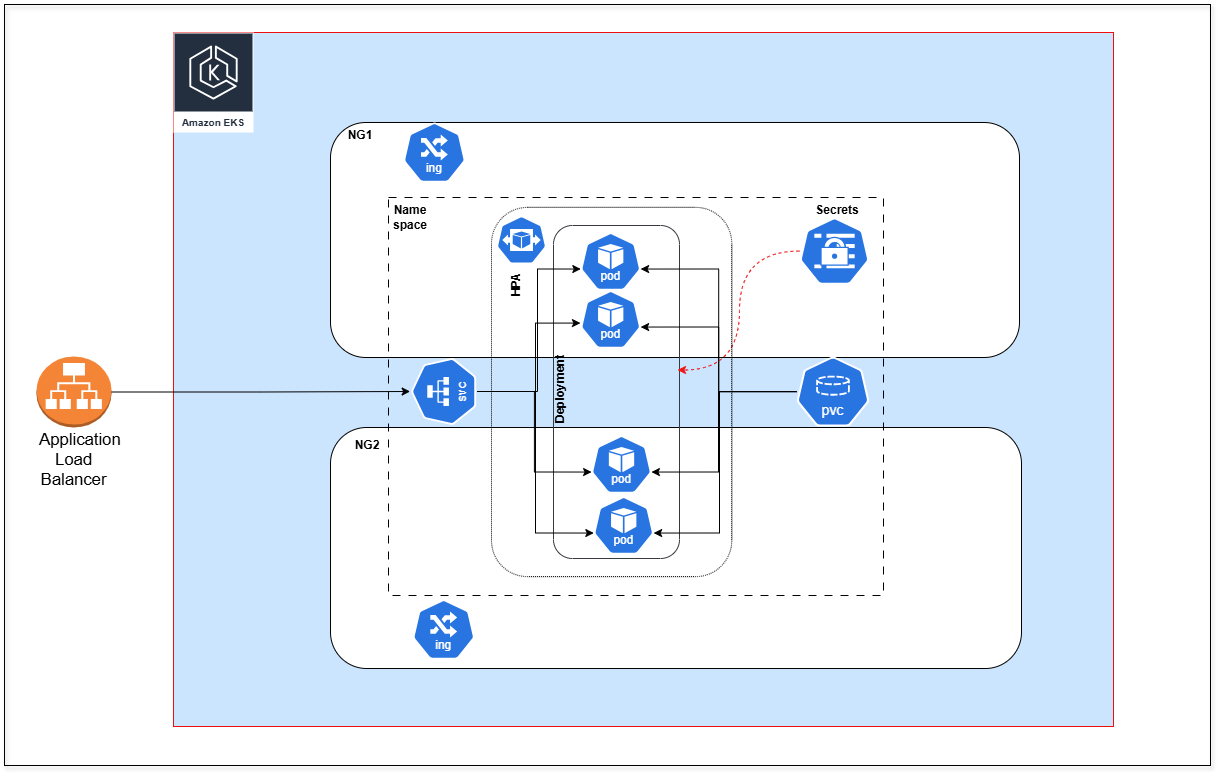 Amazon EKS
NG1
ing
Name
space
Secrets
HPA
pod
pod
Deployment
svc
pvc
Application
Load
Balancer
NG2
pod
pod
ing